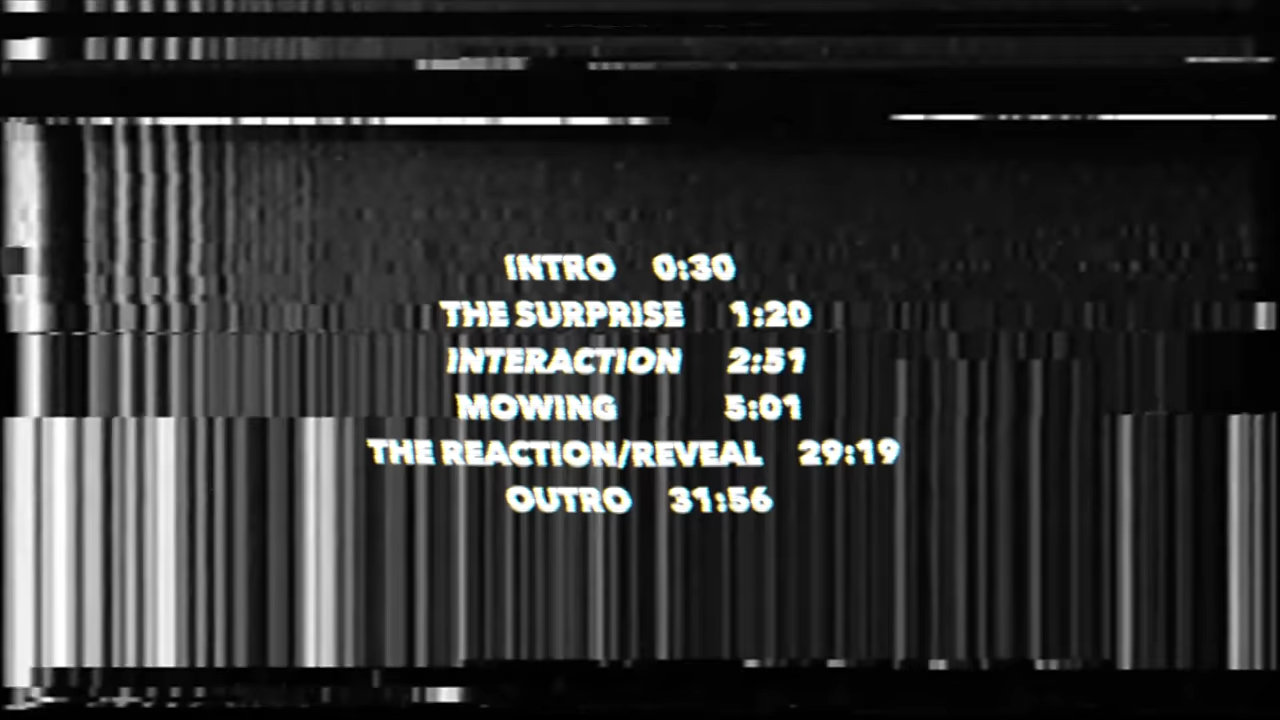 INTRO 0:30
THE SURPRISE 1:20
INTERACTION 2:51
MOWING 5:01
THE REACTION/REVEAL 29:19
OUTRO 31:56